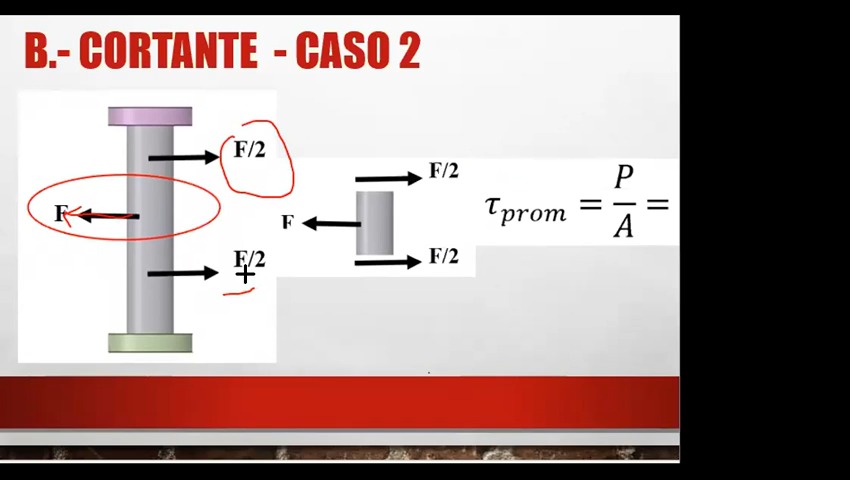 B.- CORTANTE - CASO 2
F/2
F
F/2
F/2
F
F/2
τ_prom = P/A =